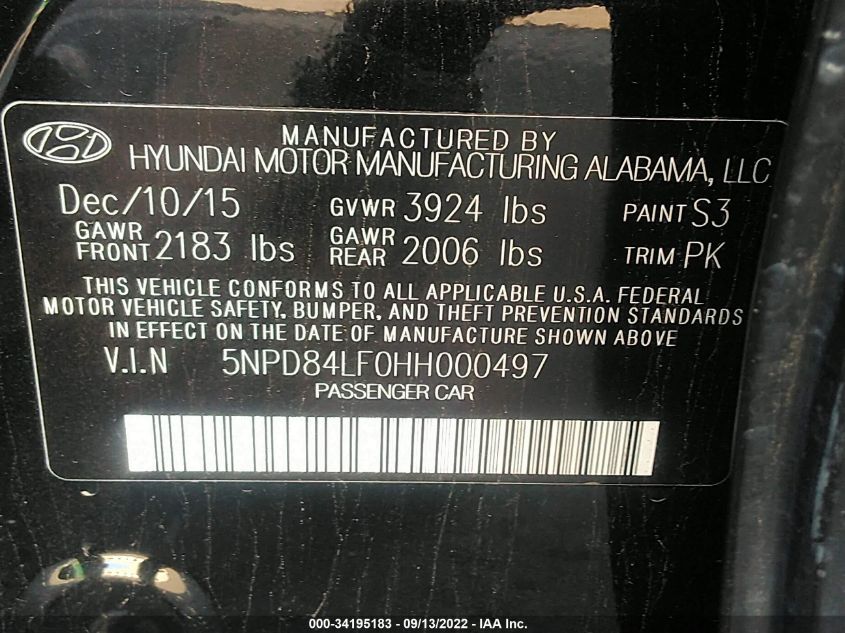 MANUFACTURED BY
HYUNDAI MOTOR MANUFACTURING ALABAMA, LLC
Dec/10/15 GVWR 3924 lbs PAINT S3
GAWR FRONT 2183 lbs GAWR REAR 2006 lbs TRIM PK
THIS VEHICLE CONFORMS TO ALL APPLICABLE U.S.A. FEDERAL
MOTOR VEHICLE SAFETY, BUMPER, AND THEFT PREVENTION STANDARDS
IN EFFECT ON THE DATE OF MANUFACTURE SHOWN ABOVE
V.I.N 5NPD84LF0HH000497
PASSENGER CAR
000-34195183 - 09/13/2022 - IAA Inc.